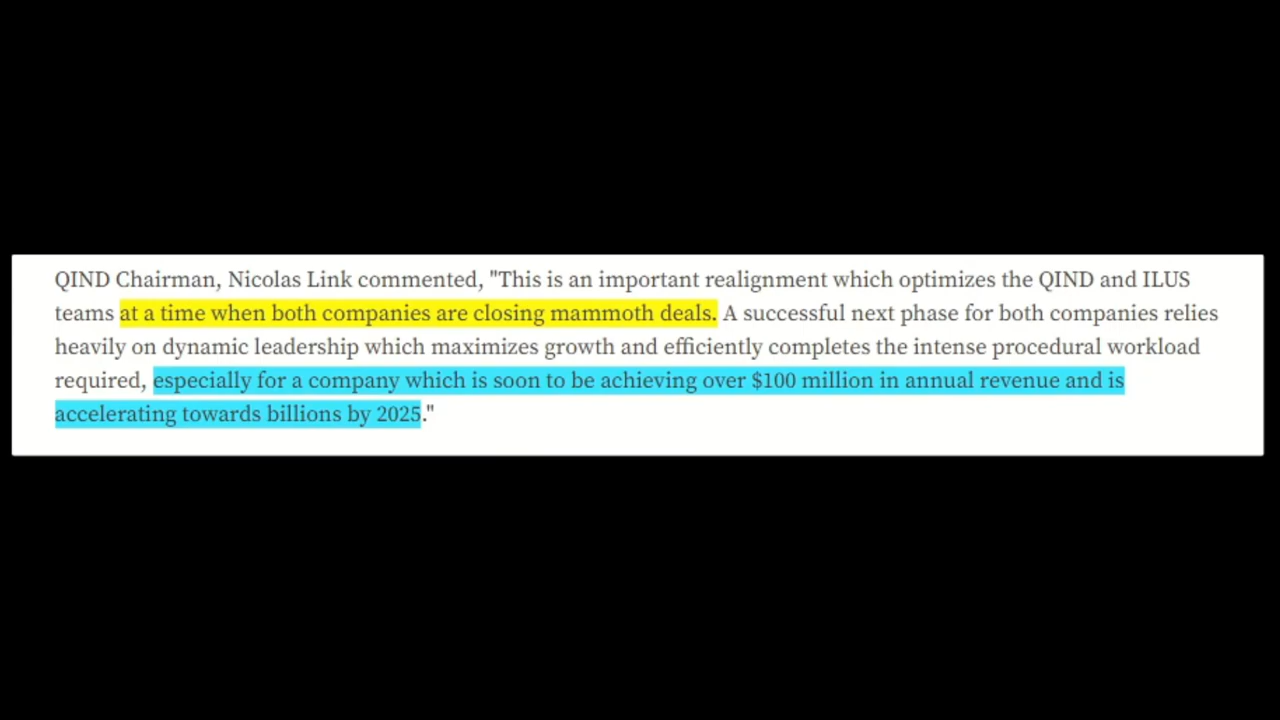 QIND Chairman, Nicolas Link commented, "This is an important realignment which optimizes the QIND and ILUS
teams at a time when both companies are closing mammoth deals. A successful next phase for both companies relies
heavily on dynamic leadership which maximizes growth and efficiently completes the intense procedural workload
required, especially for a company which is soon to be achieving over $100 million in annual revenue and is
accelerating towards billions by 2025."